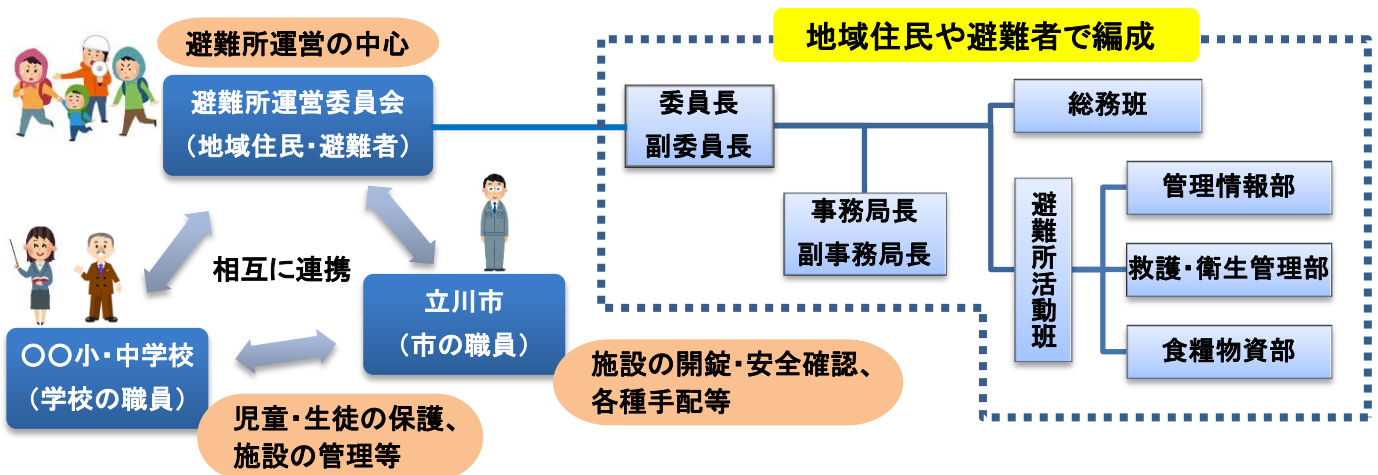 避難所運営の中心
避難所運営委員会
（地域住民・避難者）
相互に連携
〇〇小・中学校
（学校の職員）
児童・生徒の保護、
施設の管理等
立川市
（市の職員）
施設の開錠・安全確認、
各種手配等
地域住民や避難者で編成
委員長
副委員長
事務局長
副事務局長
総務班
避難所活動班
管理情報部
救護・衛生管理部
食糧物資部